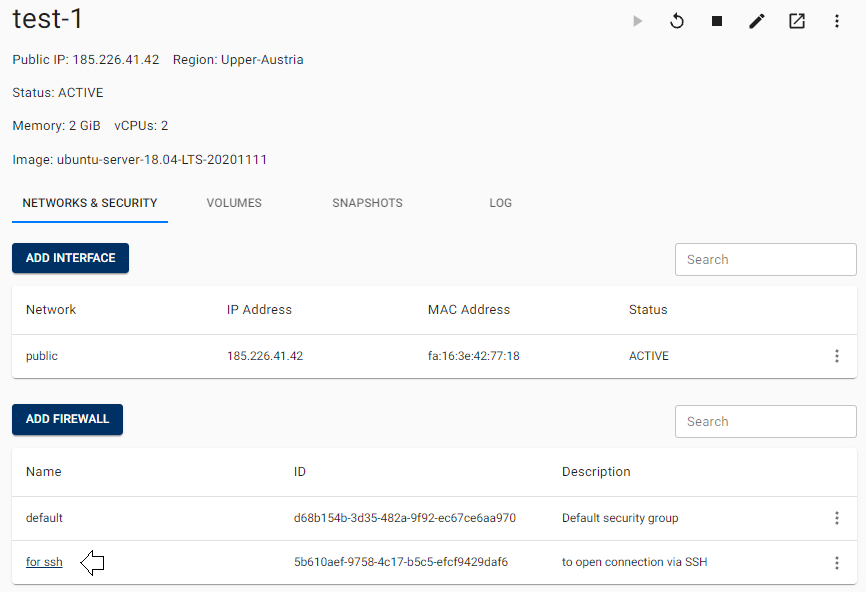 test-1
Public IP: 185.226.41.42 Region: Upper-Austria
Status: ACTIVE
Memory: 2 GiB vCPUs: 2
Image: ubuntu-server-18.04-LTS-20201111
NETWORKS & SECURITY VOLUMES SNAPSHOTS LOG
ADD INTERFACE Search
Network IP Address MAC Address Status
public 185.226.41.42 fa:16:3e:42:77:18 ACTIVE
ADD FIREWALL Search
Name ID Description
default d68b154b-3d35-482a-9f92-ec67ce6aa970 Default security group
for ssh 5b610aef-9758-4c17-b5c5-efcf9429daf6 to open connection via SSH